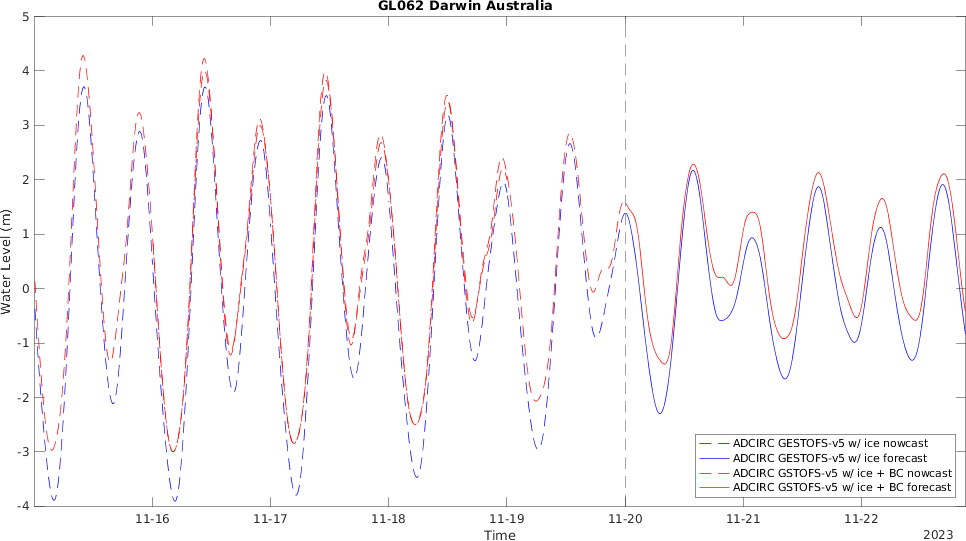 GL062 Darwin Australia
5
4
3
2
1
0
-1
-2
-3
-4
Water Level (m)
11-16
11-17
11-18
11-19
11-20
11-21
11-22
Time
2023
ADCIRC GESTOFS-v5 w/ ice nowcast
ADCIRC GESTOFS-v5 w/ ice forecast
ADCIRC GSTOFS-v5 w/ ice + BC nowcast
ADCIRC GSTOFS-v5 w/ ice + BC forecast